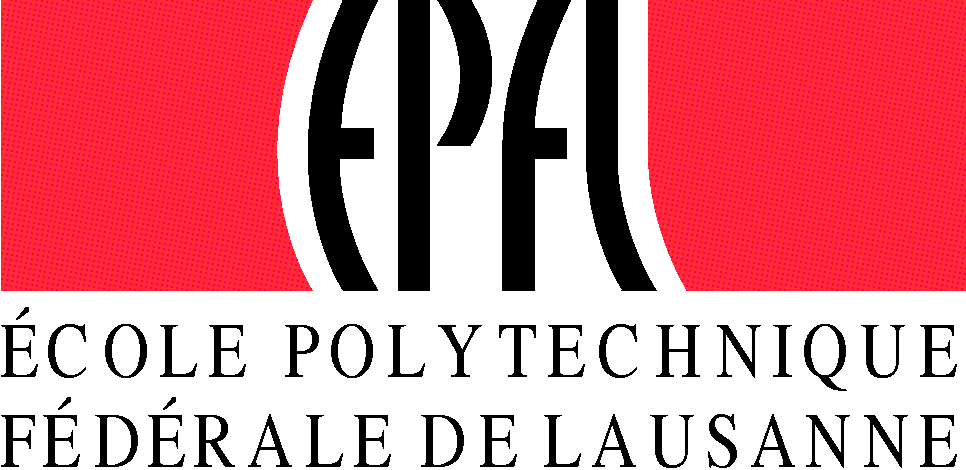 EPFL
ÉCOLE POLYTECHNIQUE
FÉDÉRALE DE LAUSANNE